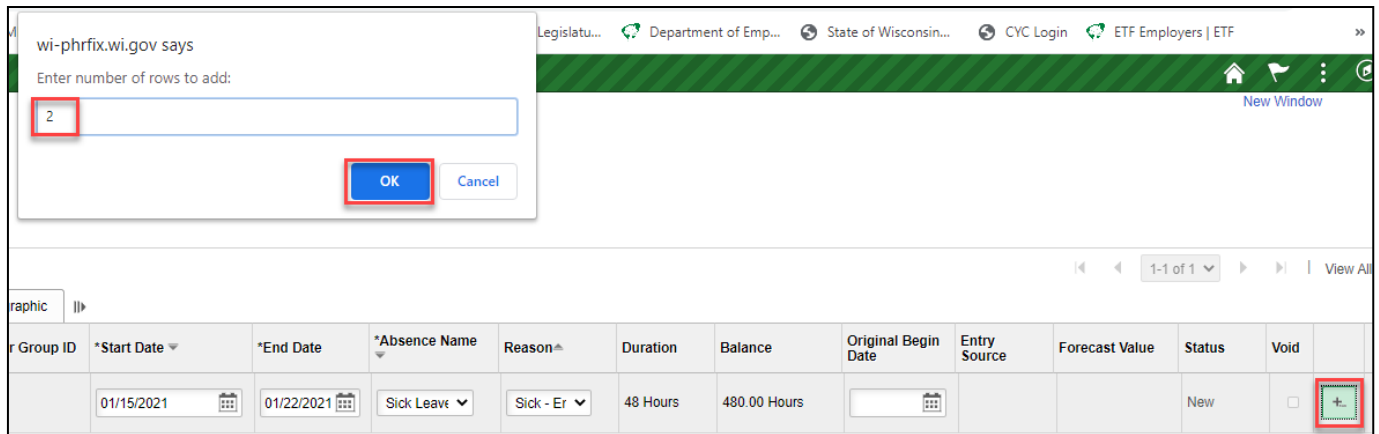 Legislatu... Department of Emp... State of Wisconsin... CYC Login ETF Employers | ETF »
wi-phrfix.wi.gov says
Enter number of rows to add:
2
New Window
OK Cancel
1-1 of 1 View All
raphic
r Group ID *Start Date *End Date *Absence Name Reason Duration Balance Original Begin Date Entry Source Forecast Value Status Void
01/15/2021 01/22/2021 Sick Leave Sick - Er 48 Hours 480.00 Hours New +